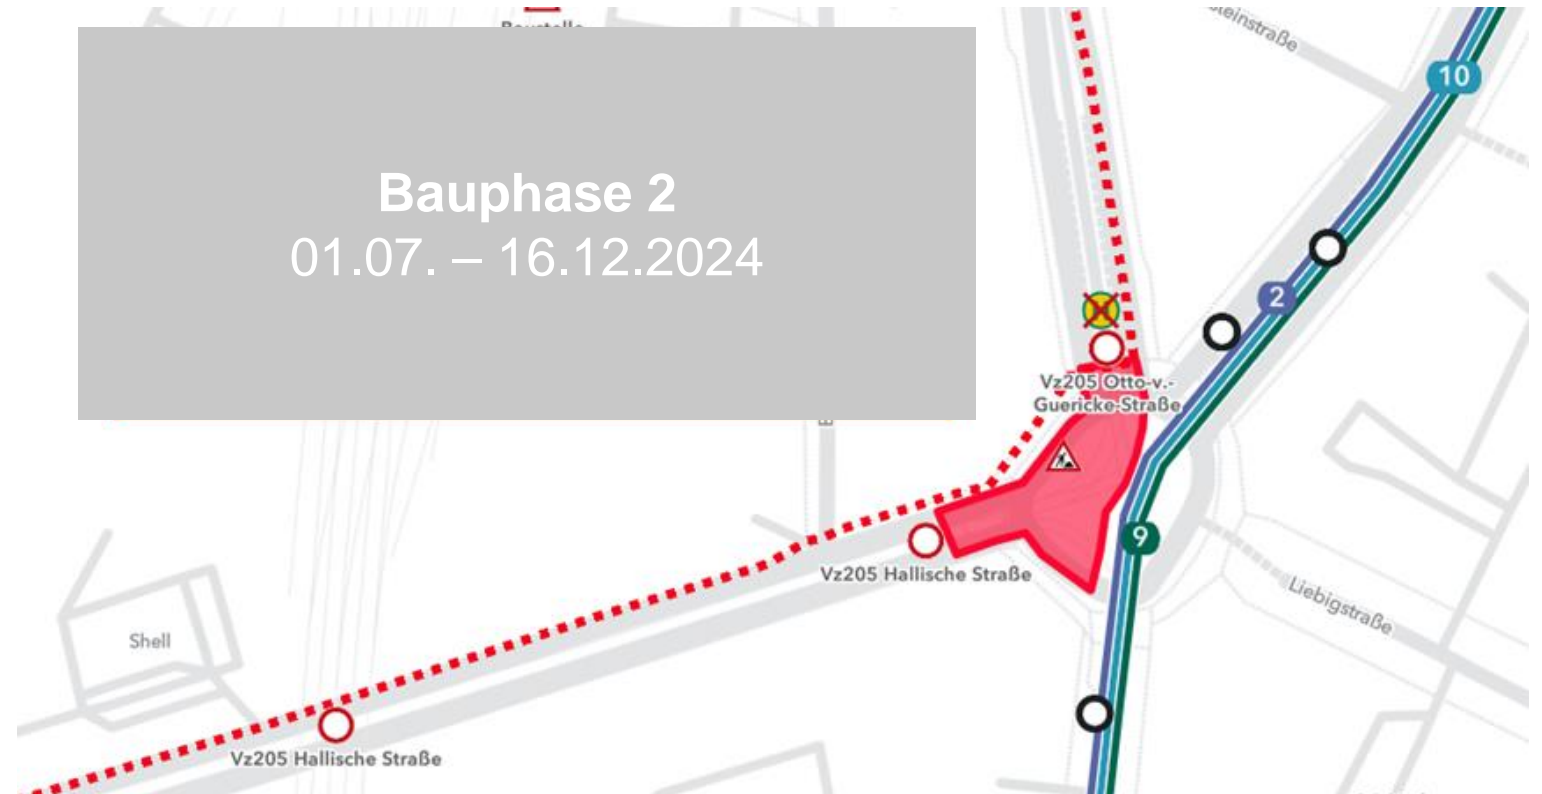 Baustelle
Bauphase 2
01.07. – 16.12.2024
10
2
Vz205 Otto-v.-
Guericke-Straße
9
Vz205 Hallische Straße
Liebigstraße
Shell
Vz205 Hallische Straße